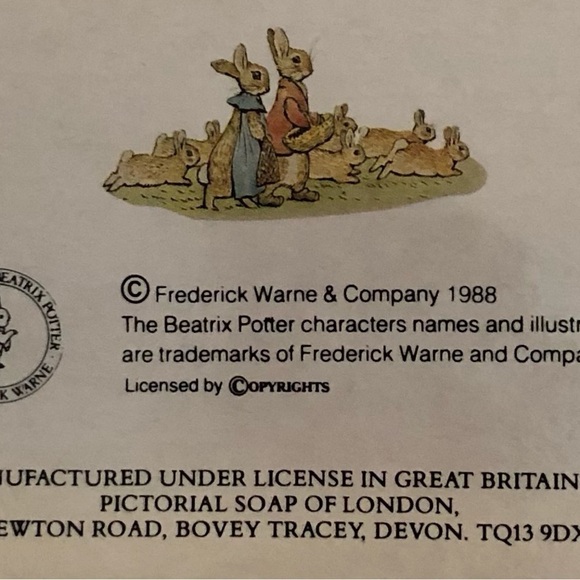 BEATRIX POTTER
WARNE
© Frederick Warne & Company 1988
The Beatrix Potter characters names and illustr
are trademarks of Frederick Warne and Compa
Licensed by ©OPYRIGHTS
NUFACTURED UNDER LICENSE IN GREAT BRITAIN
PICTORIAL SOAP OF LONDON,
EWTON ROAD, BOVEY TRACEY, DEVON. TQ13 9DX